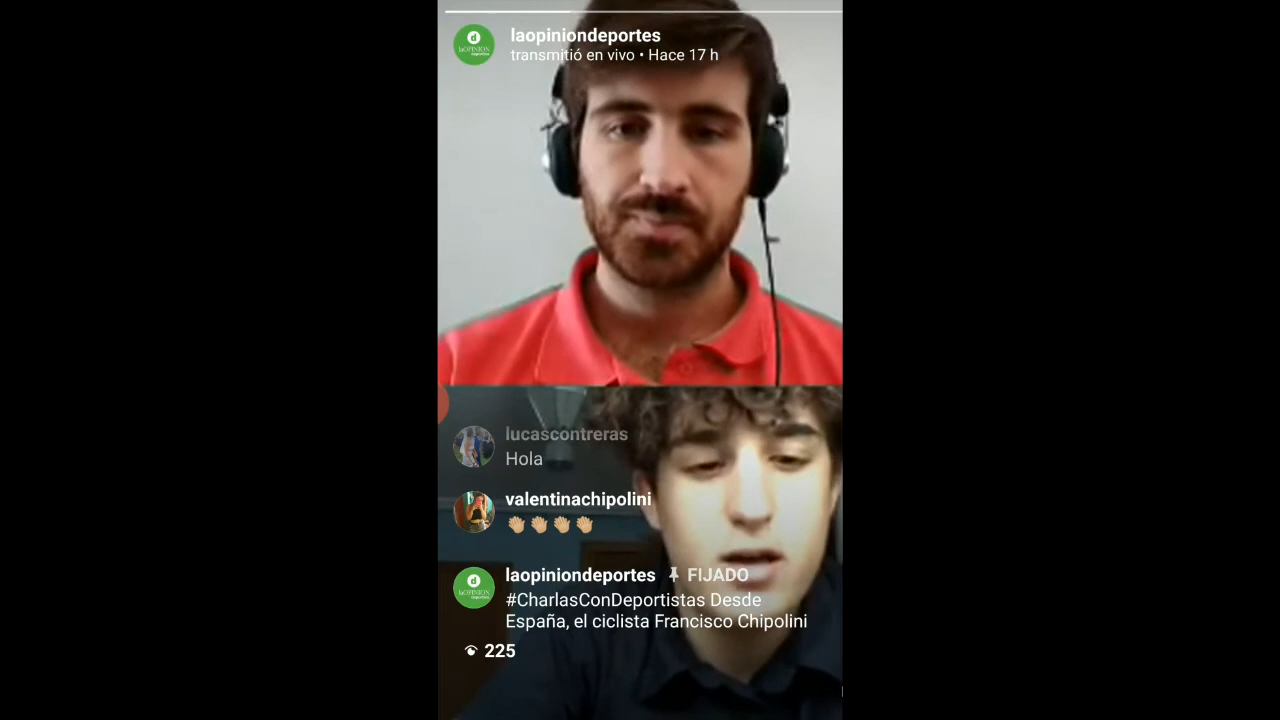 laopiniondeportes
transmitió en vivo • Hace 17 h
lucascontreras
Hola
valentinachipolini
👏🏼👏🏼👏🏼👏🏼
laopiniondeportes FIJADO
#CharlasConDeportistas Desde
España, el ciclista Francisco Chipolini
225